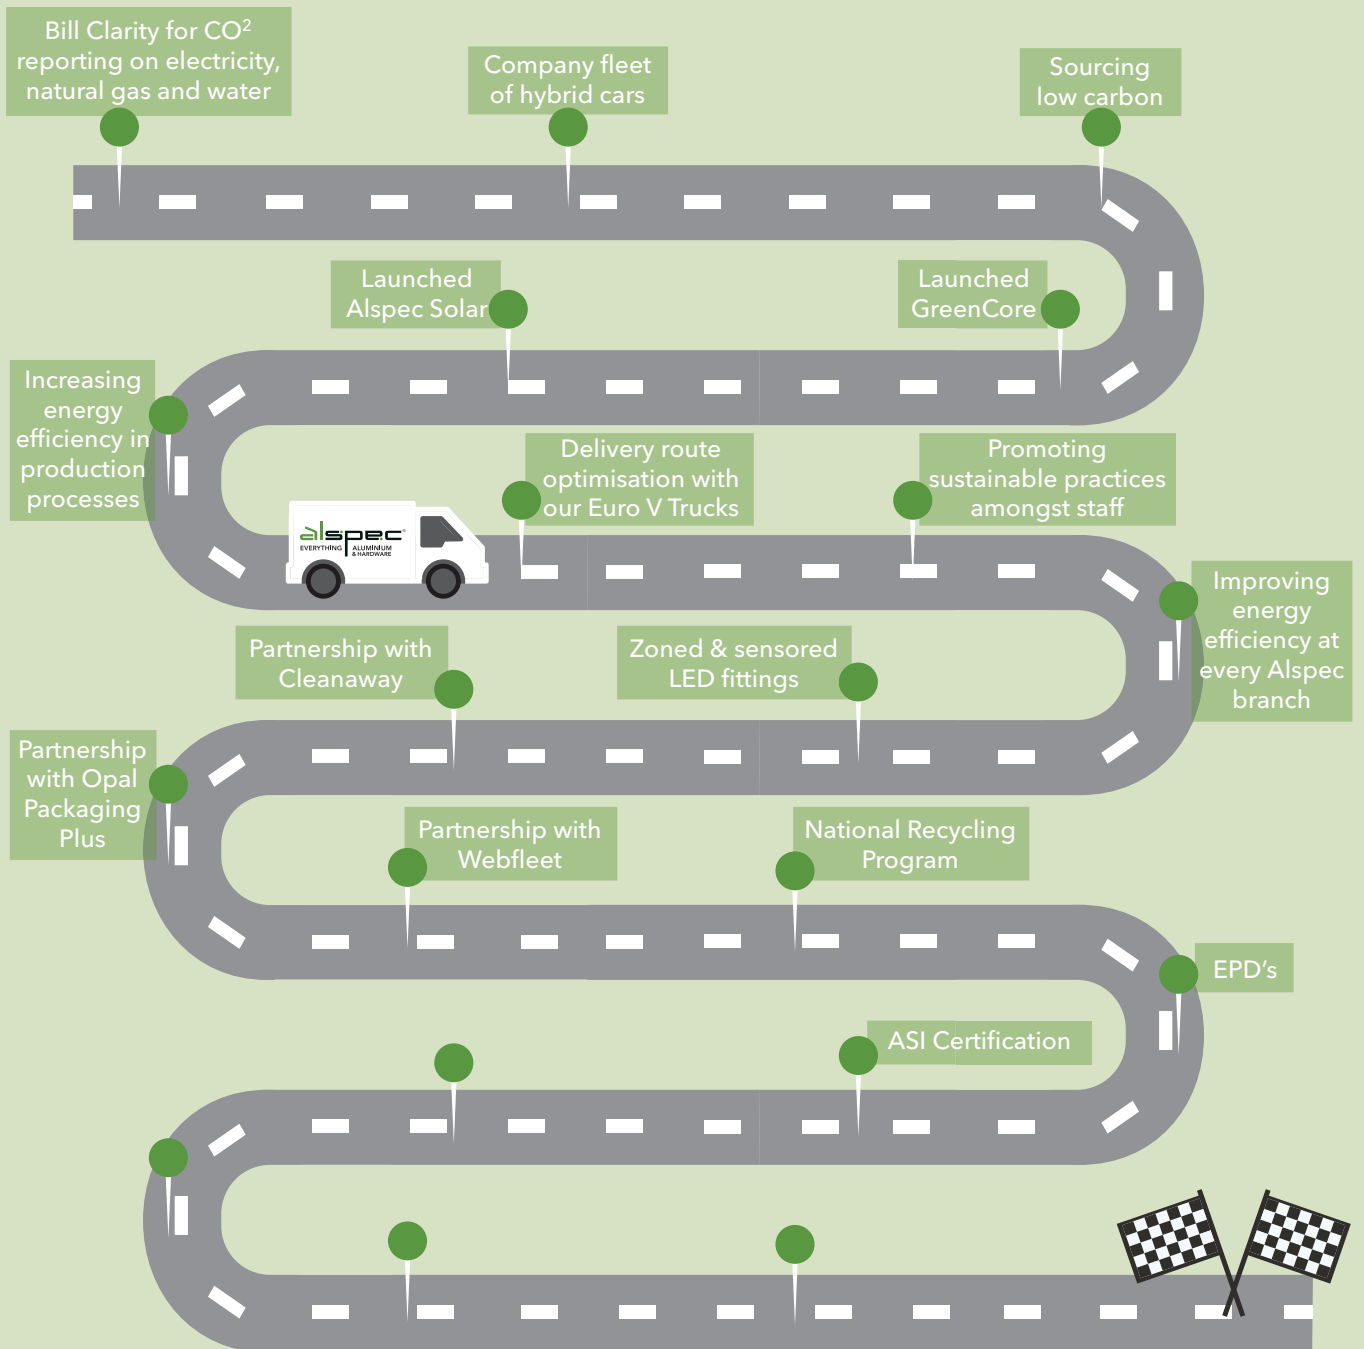 Bill Clarity for CO²
reporting on electricity,
natural gas and water
Company fleet
of hybrid cars
Sourcing
low carbon
Launched
GreenCore
Launched
Alspec Solar
Increasing
energy
efficiency in
production
processes
alspec®
EVERYTHING ALUMINIUM
& HARDWARE
Delivery route
optimisation with
our Euro V Trucks
Promoting
sustainable practices
amongst staff
Improving
energy
efficiency at
every Alspec
branch
Zoned & sensored
LED fittings
Partnership with
Cleanaway
Partnership
with Opal
Packaging
Plus
Partnership with
Webfleet
National Recycling
Program
EPD’s
ASI Certification